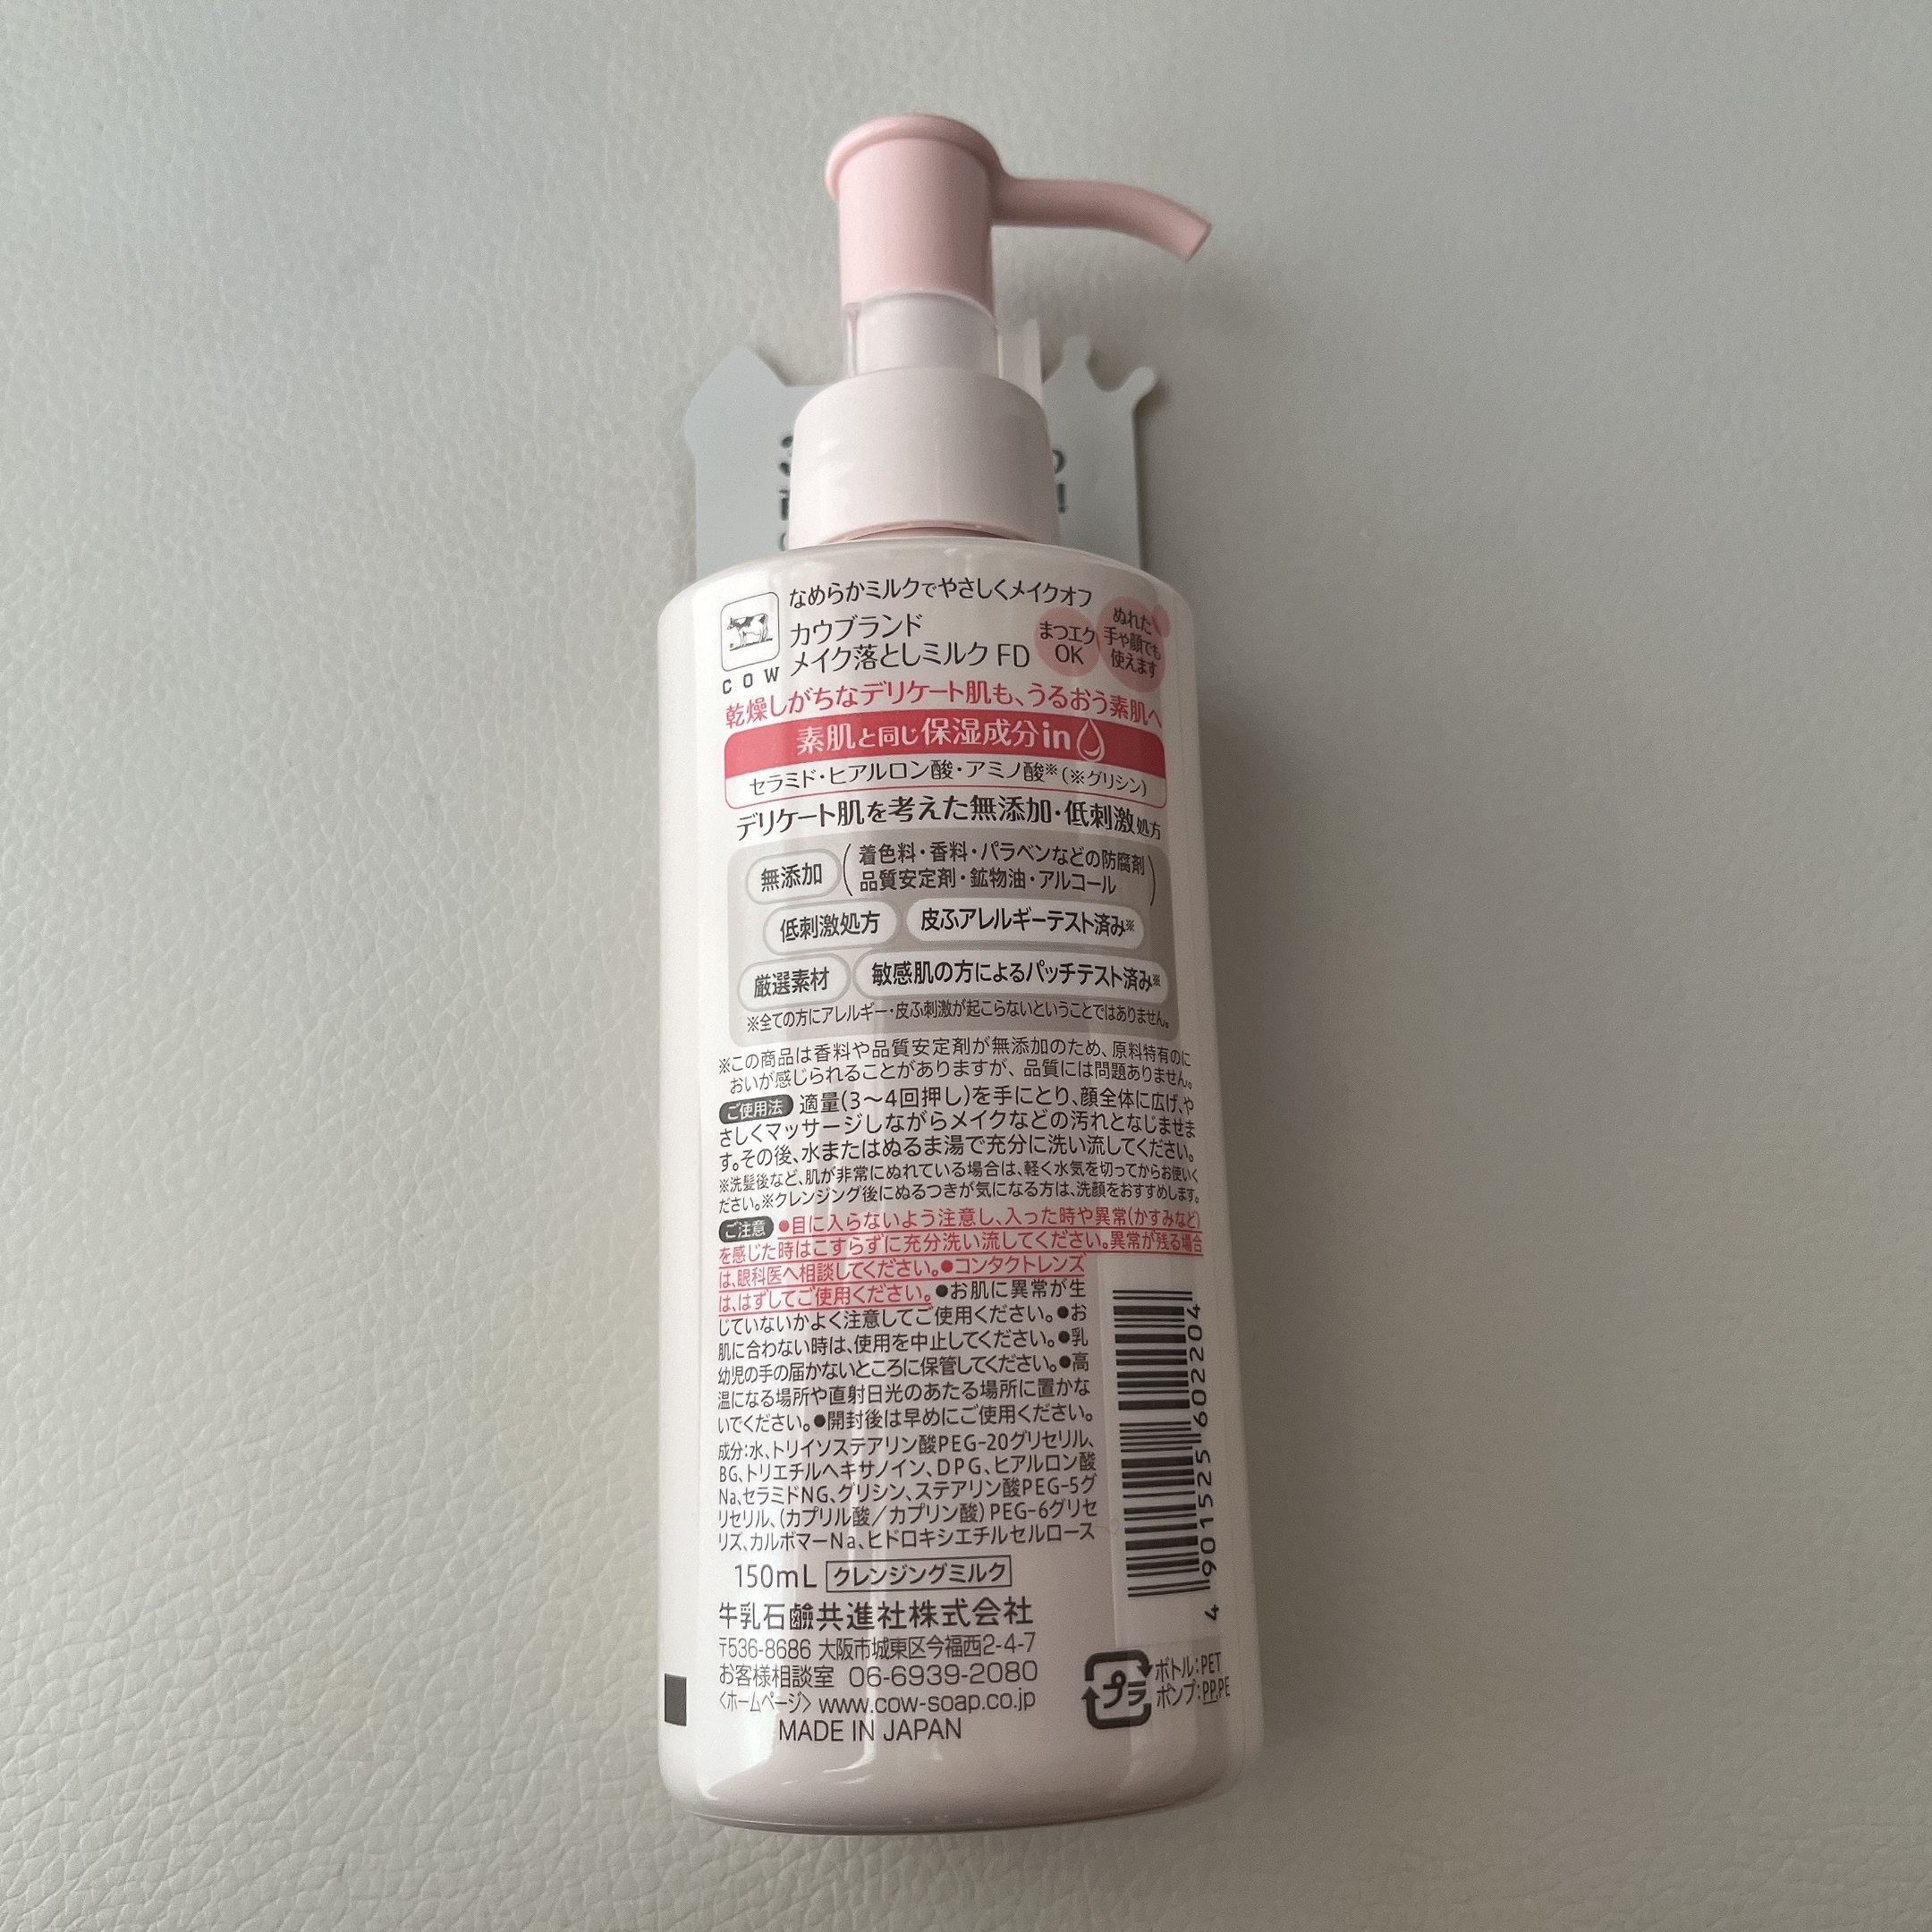 なめらかミルクでやさしくメイクオフ
カウブランド
メイク落としミルク FD
COW
まつエク
OK
ぬれた
手や顔でも
使えます
乾燥しがちなデリケート肌も、うるおう素肌へ
素肌と同じ保湿成分in
セラミド・ヒアルロン酸・アミノ酸※(※グリシン)
デリケート肌を考えた無添加・低刺激処方
無添加
(着色料・香料・パラベンなどの防腐剤
品質安定剤・鉱物油・アルコール)
低刺激処方 皮ふアレルギーテスト済み※
厳選素材 敏感肌の方によるパッチテスト済み※
※全ての方にアレルギー・皮ふ刺激が起こらないということではありません。
※この商品は香料や品質安定剤が無添加のため、原料特有のに
おいが感じられることがありますが、品質には問題ありません。
ご使用法 適量(3〜4回押し)を手にとり、顔全体に広げ、や
さしくマッサージしながらメイクなどの汚れとなじませま
す。その後、水またはぬるま湯で充分に洗い流してください。
※洗髪後など、肌が非常にぬれている場合は、軽く水気を切ってからお使いく
ださい。※クレンジング後にぬるつきが気になる方は、洗顔をおすすめします。
ご注意 ●目に入らないよう注意し、入った時や異常(かすみなど)
を感じた時はこすらずに充分洗い流してください。異常が残る場合
は、眼科医へ相談してください。●コンタクトレンズ
は、はずしてご使用ください。●お肌に異常が生
じていないかよく注意してご使用ください。●お
肌に合わない時は、使用を中止してください。●乳
幼児の手の届かないところに保管してください。●高
温になる場所や直射日光のあたる場所に置かな
いでください。●開封後は早めにご使用ください。
成分:水、トリイソステアリン酸PEG-20グリセリル、
BG、トリエチルヘキサノイン、DPG、ヒアルロン酸
Na、セラミドNG、グリシン、ステアリン酸PEG-5グ
リセリル、(カプリル酸/カプリン酸)PEG-6グリセ
リズ、カルボマーNa、ヒドロキシエチルセルロース
150mL クレンジングミルク
牛乳石鹼共進社株式会社
〒536-8686 大阪市城東区今福西2-4-7
お客様相談室 06-6939-2080
〈ホームページ〉 www.cow-soap.co.jp
MADE IN JAPAN
4 901525 602204
プラ
ボトル:PET
ポンプ:PP,PE